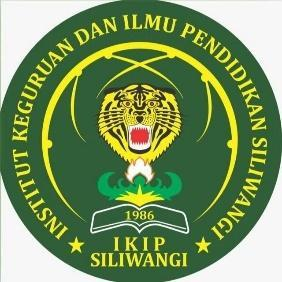 INSTITUT KEGURUAN DAN ILMU PENDIDIKAN SILIWANGI
1986
IKIP
SILIWANGI